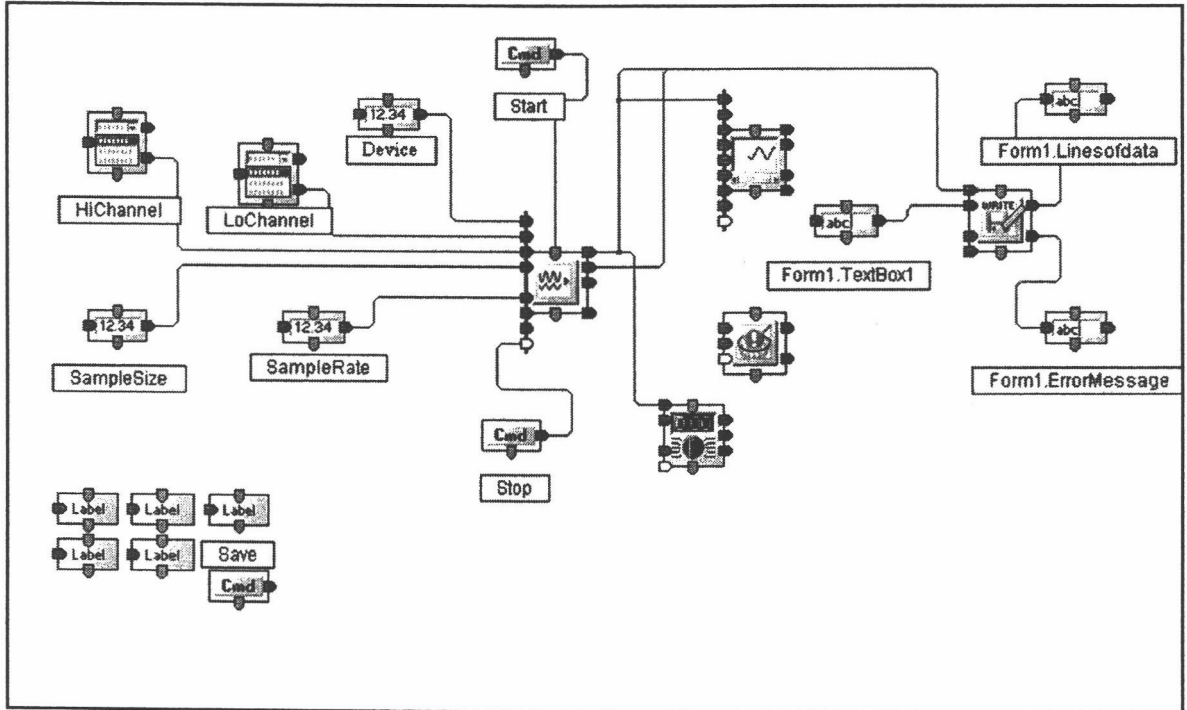 Cmd
Start
12.34
Device
abc
Form1.Linesofdata
HiChannel
LoChannel
WRITE
abc
Form1.TextBox1
12.34
SampleSize
12.34
SampleRate
abc
Form1.ErrorMessage
Cmd
Stop
Label
Label
Label
Label
Label
Save
Cmd